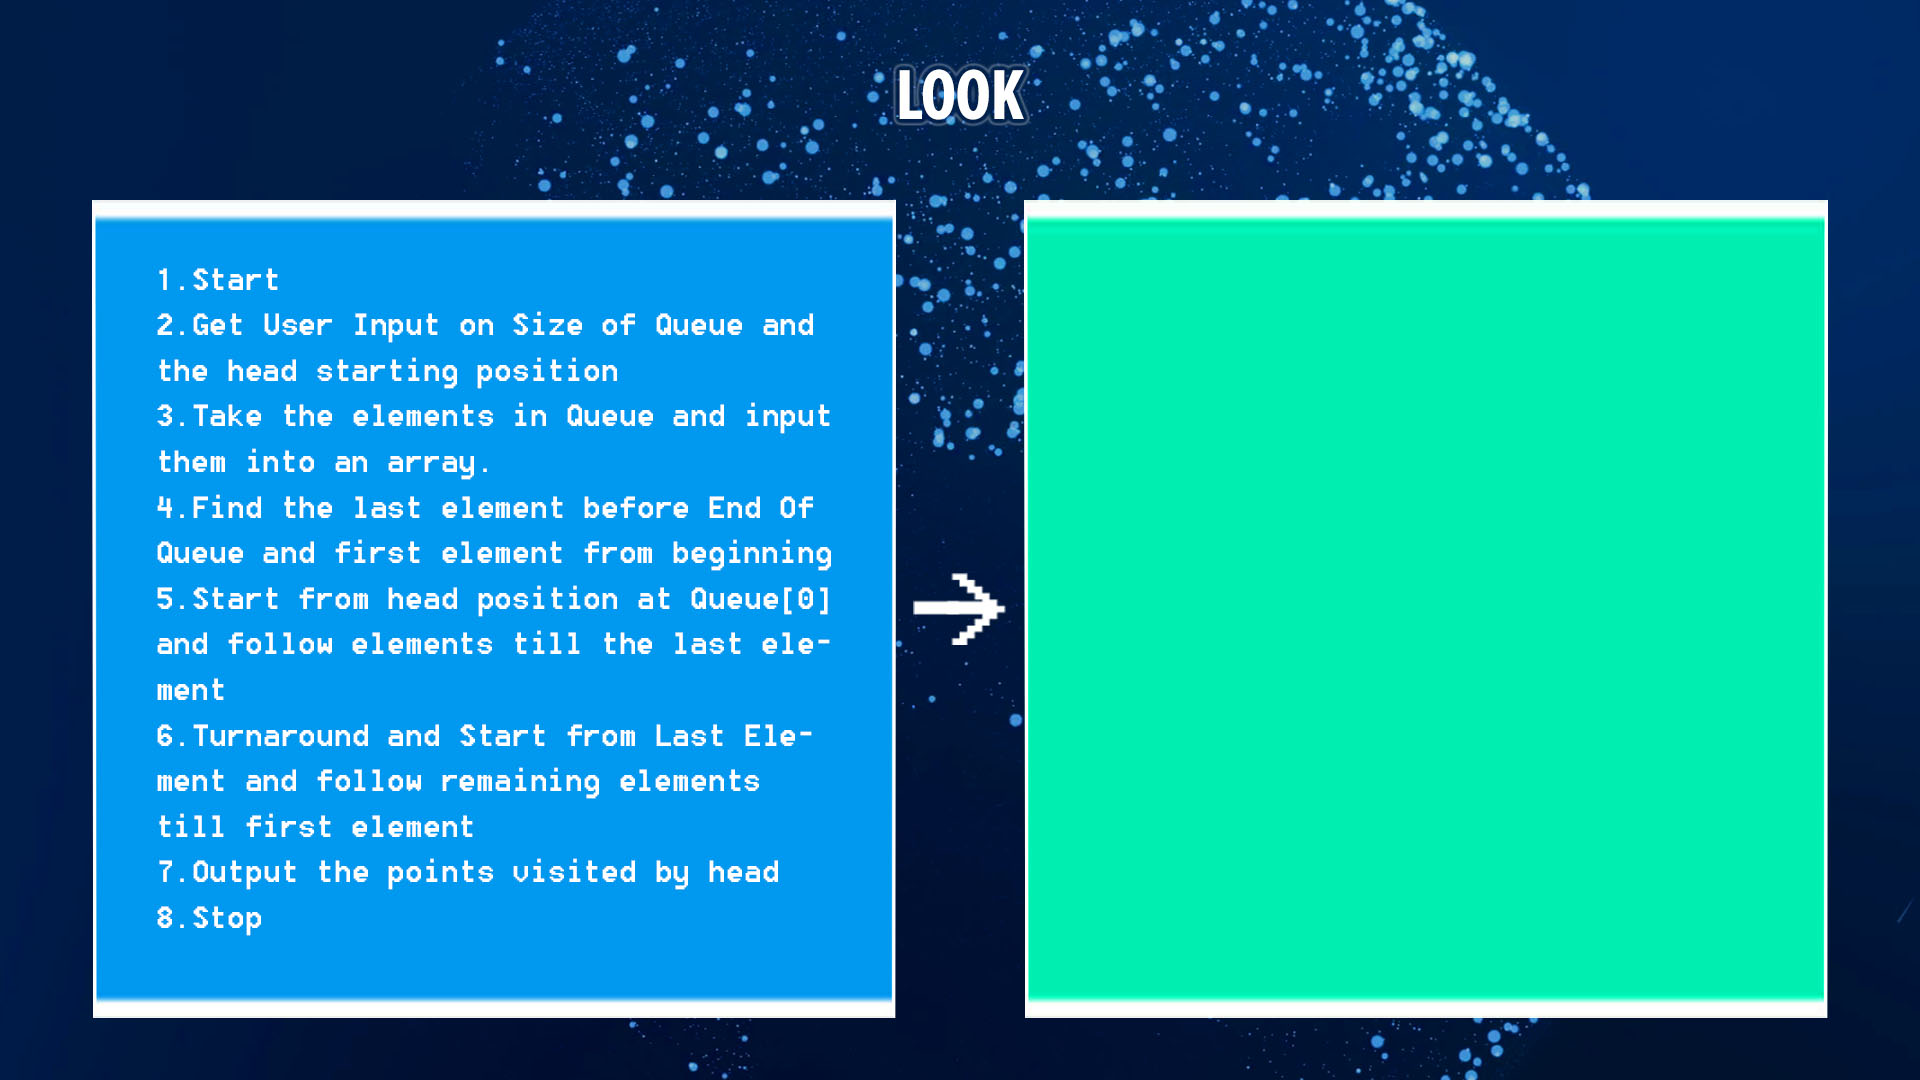 LOOK
1.Start
2.Get User Input on Size of Queue and
the head starting position
3.Take the elements in Queue and input
them into an array.
4.Find the last element before End Of
Queue and first element from beginning
5.Start from head position at Queue[0]
and follow elements till the last ele-
ment
6.Turnaround and Start from Last Ele-
ment and follow remaining elements
till first element
7.Output the points visited by head
8.Stop